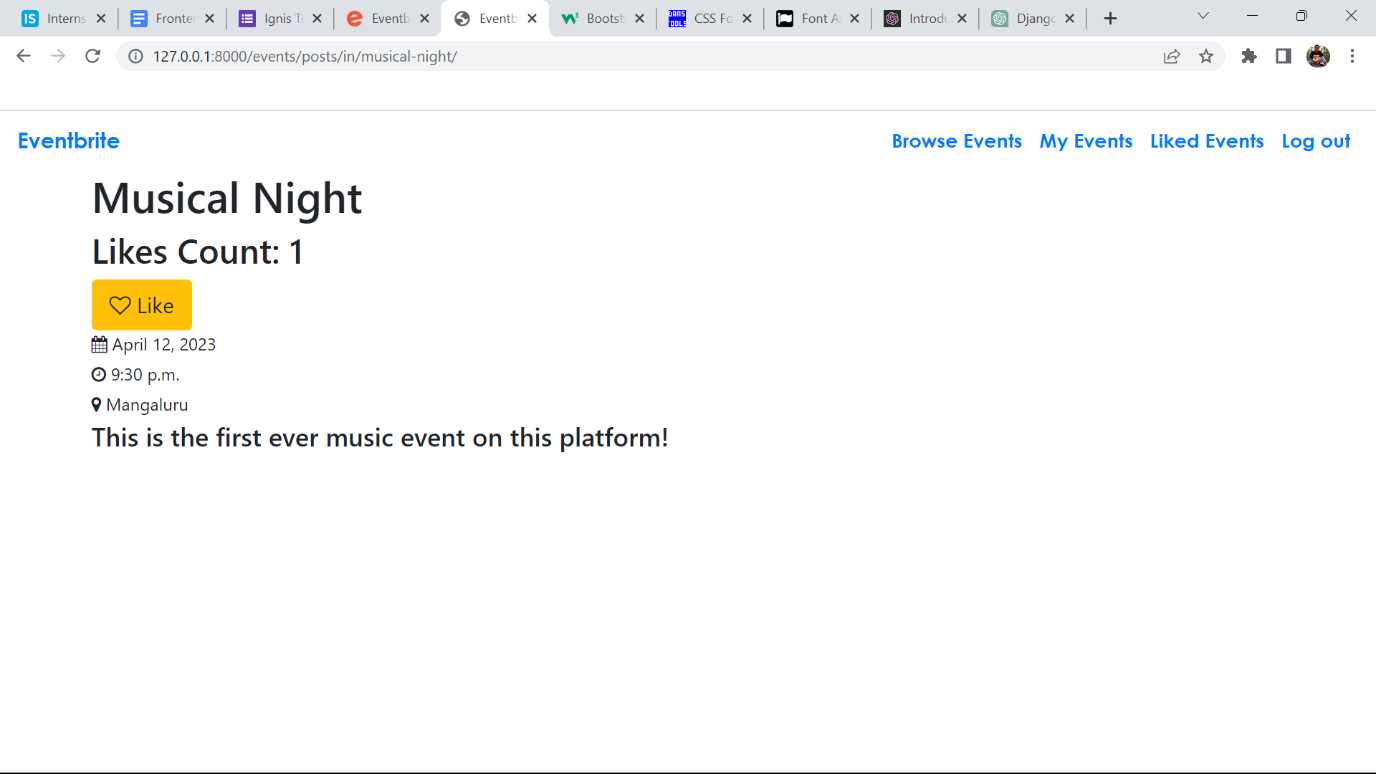 Interns
Fronte
Ignis T
Eventb
Eventb
Bootst
CSS Fo
Font A
Introdu
Django
127.0.0.1:8000/events/posts/in/musical-night/
Eventbrite
Browse Events My Events Liked Events Log out
Musical Night
Likes Count: 1
Like
April 12, 2023
9:30 p.m.
Mangaluru
This is the first ever music event on this platform!